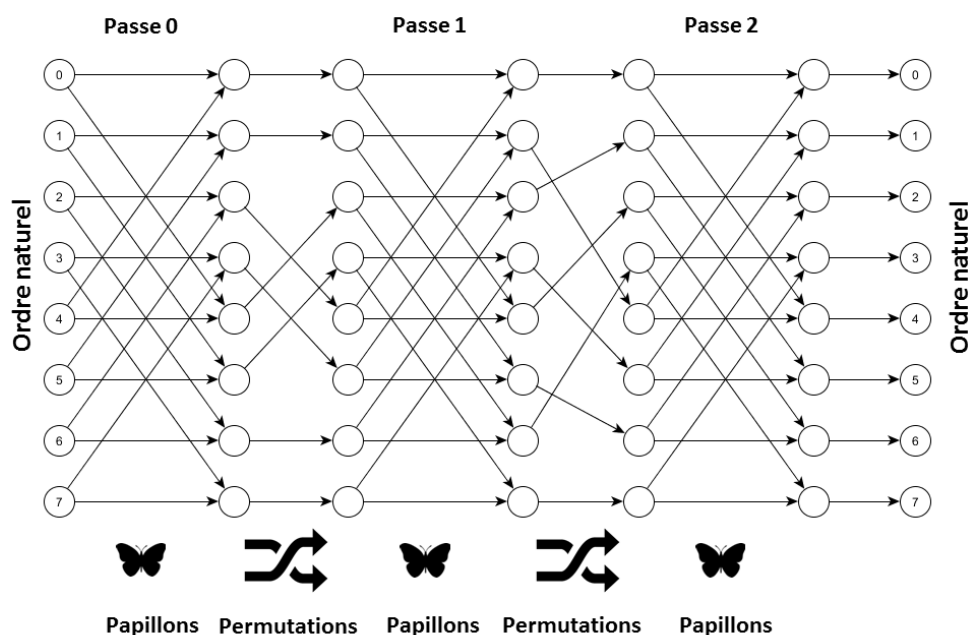 Passe 0 Passe 1 Passe 2
Ordre naturel
0 0
1 1
2 2
3 3
4 4
5 5
6 6
7 7
Ordre naturel
Papillons Permutations Papillons Permutations Papillons